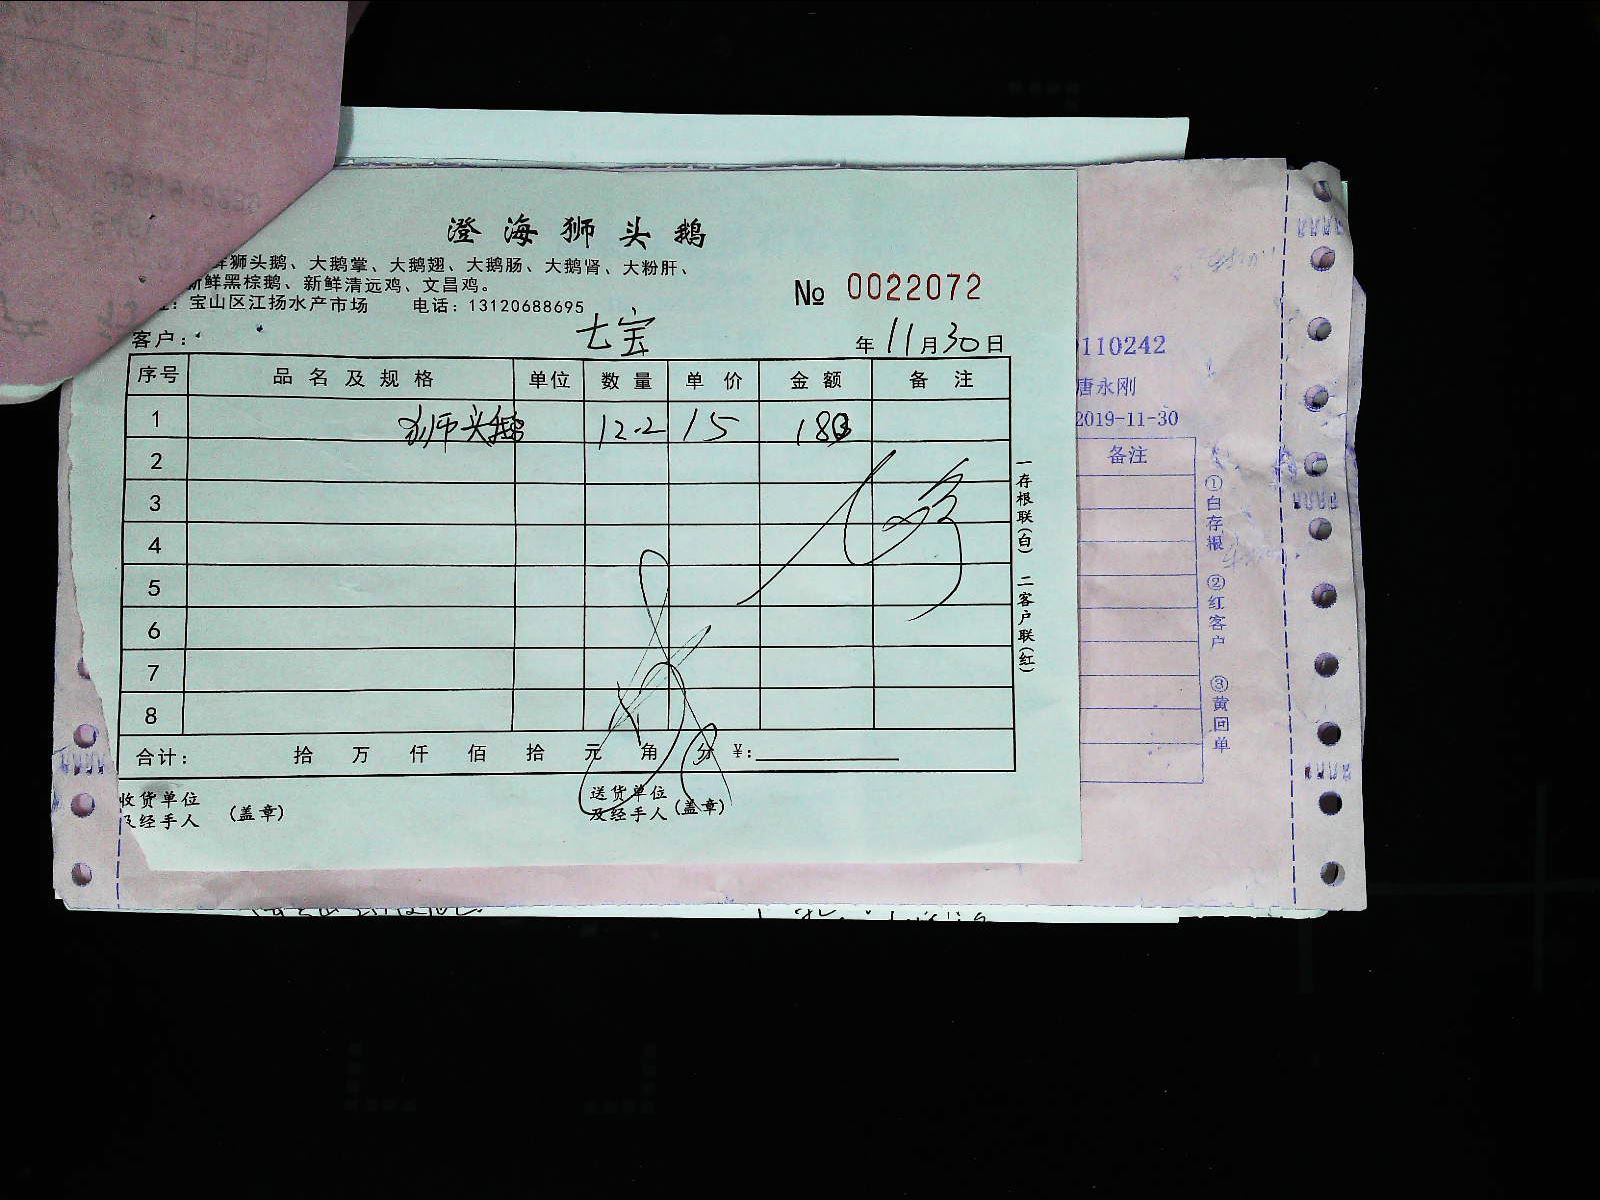 澄海狮头鹅
狮头鹅、大鹅掌、大鹅翅、大鹅肠、大鹅肾、大粉肝、
新鲜黑棕鹅、新鲜清远鸡、文昌鸡。
№ 0022072
：宝山区江扬水产市场 电话：13120688695
客户： 七宝 年 11 月 30 日
序号 品名及规格 单位 数量 单价 金额 备注
1 狮头鹅 12.2 15 183
2
3
4
5
6
7
8
合计： 拾 万 仟 佰 拾 元 角 分 ¥：
收货单位
及经手人 （盖章）
送货单位
及经手人（盖章）
一存根联（白） 二客户联（红）
110242
唐永刚
2019-11-30
备注
①白存根 ②红客户 ③黄回单